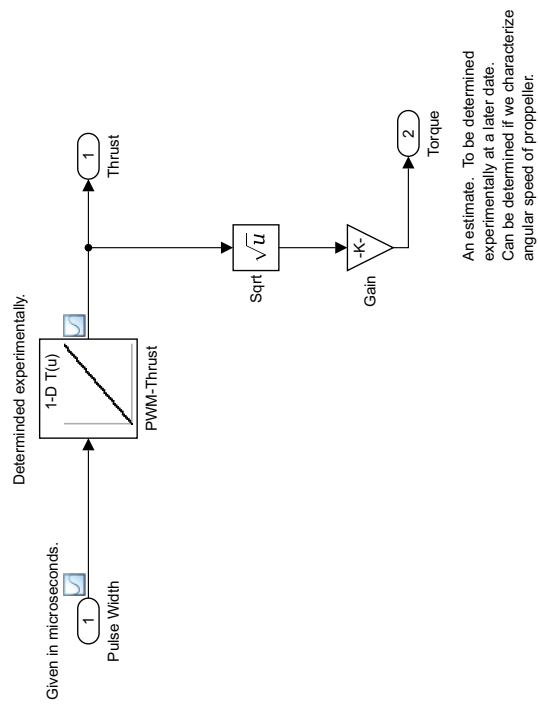 Given in microseconds.
1
Pulse Width
Determinded experimentally.
1-D T(u)
PWM-Thrust
1
Thrust
√u
Sqrt
-K-
Gain
2
Torque
An estimate.  To be determined
experimentally at a later date.
Can be determined if we characterize
angular speed of proppeller.